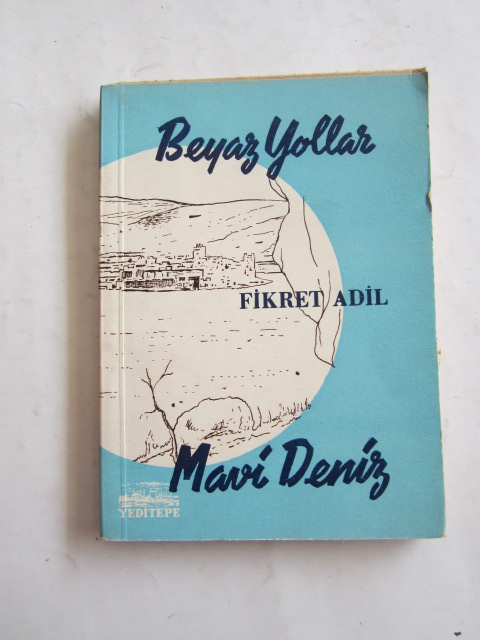 Beyaz Yollar
FİKRET ADİL
Mavi Deniz
YEDİTEPE